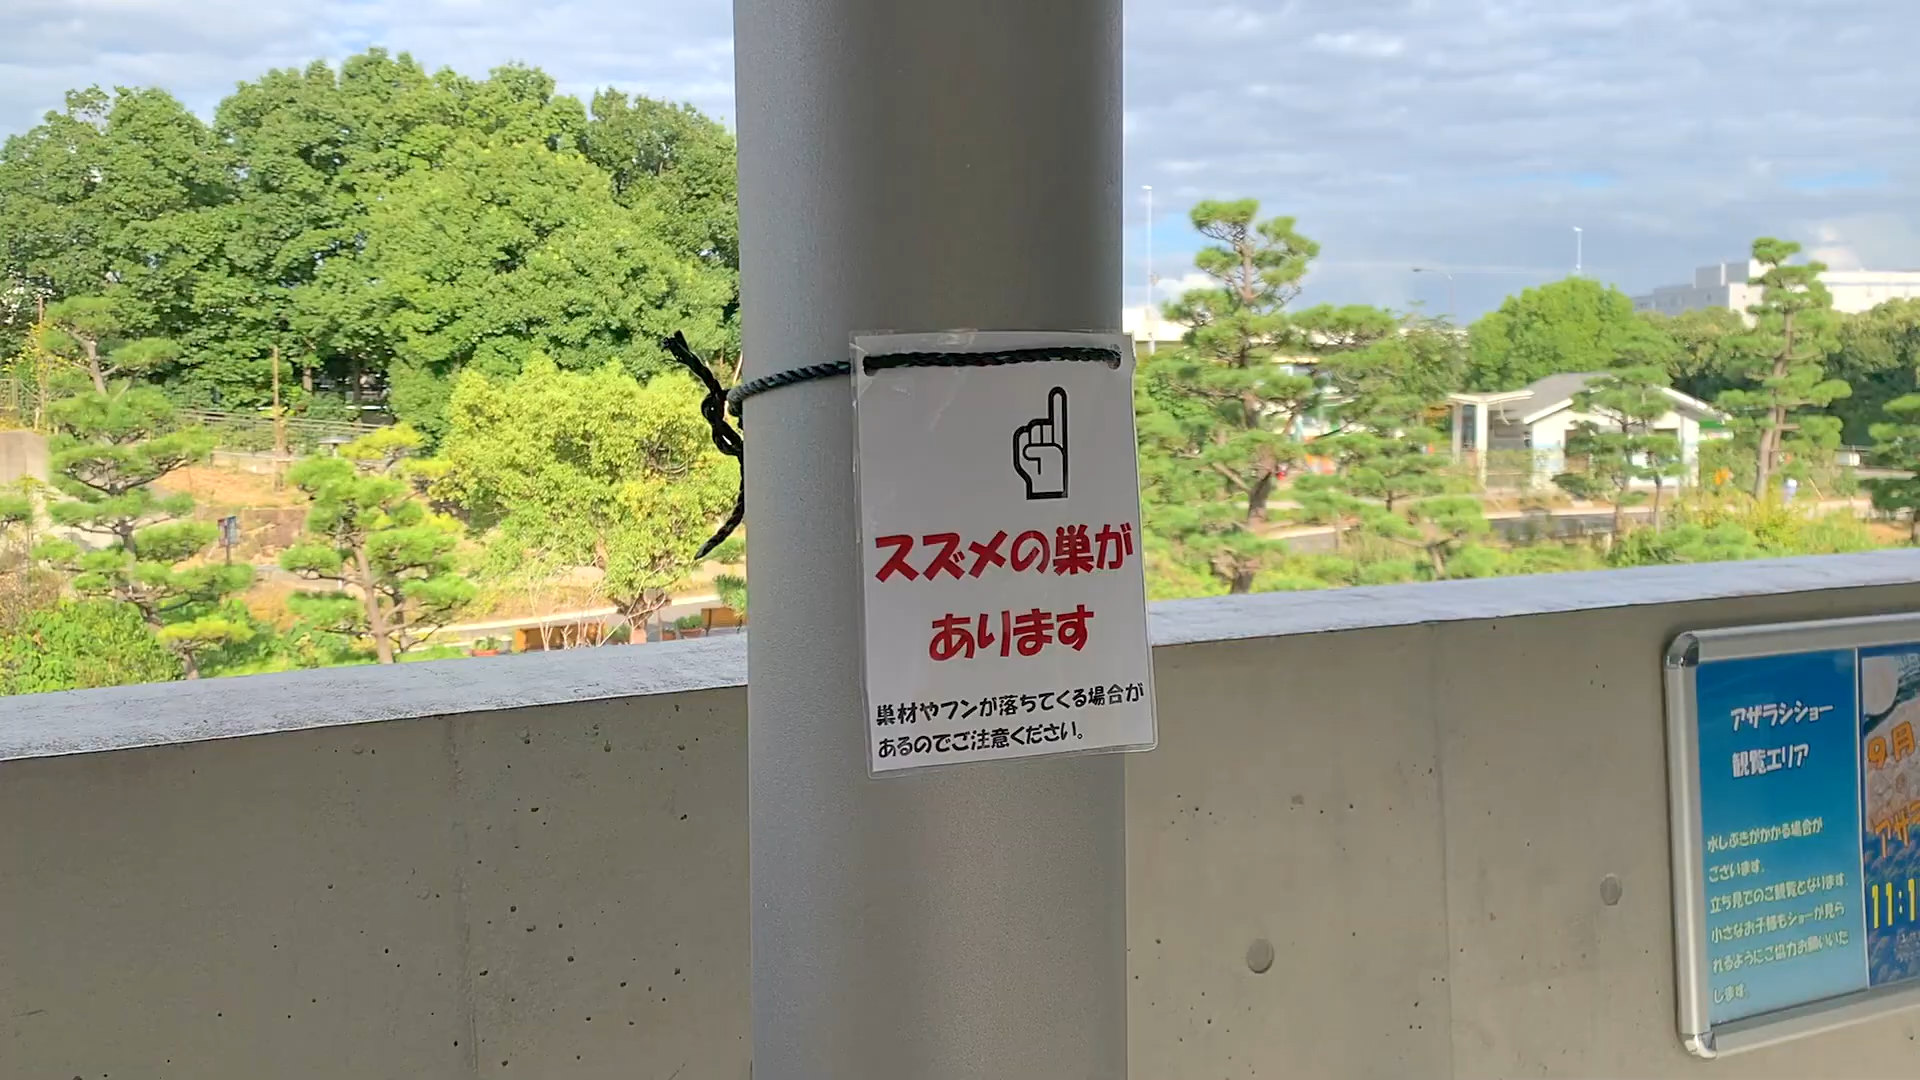 スズメの巣が
あります
巣材やフンが落ちてくる場合が
あるのでご注意ください。
アザラシショー
観覧エリア
水しぶきがかかる場合が
ございます。
立ち見でのご観覧となります。
小さなお子様もショーが見ら
れるようにご協力お願いいた
します。
9月
アザラ
11:1